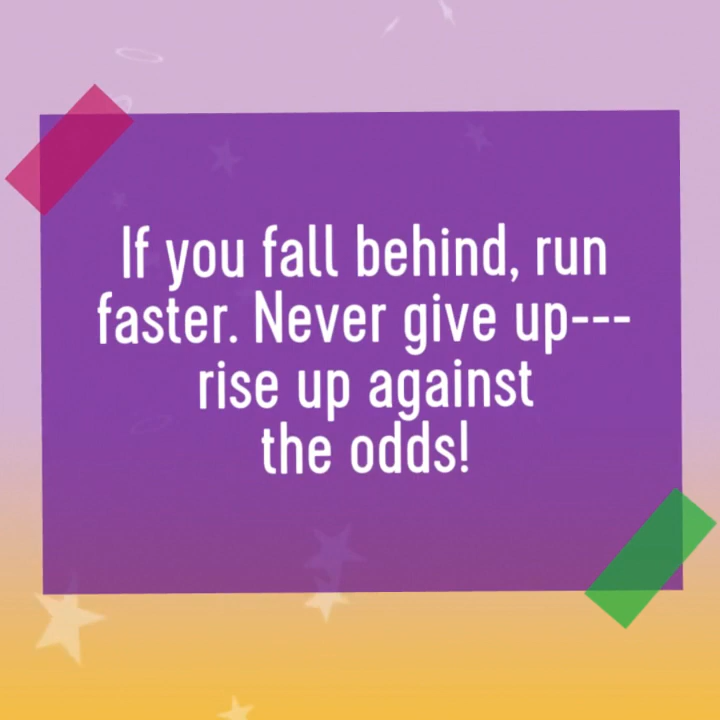 If you fall behind, run
faster. Never give up---
rise up against
the odds!